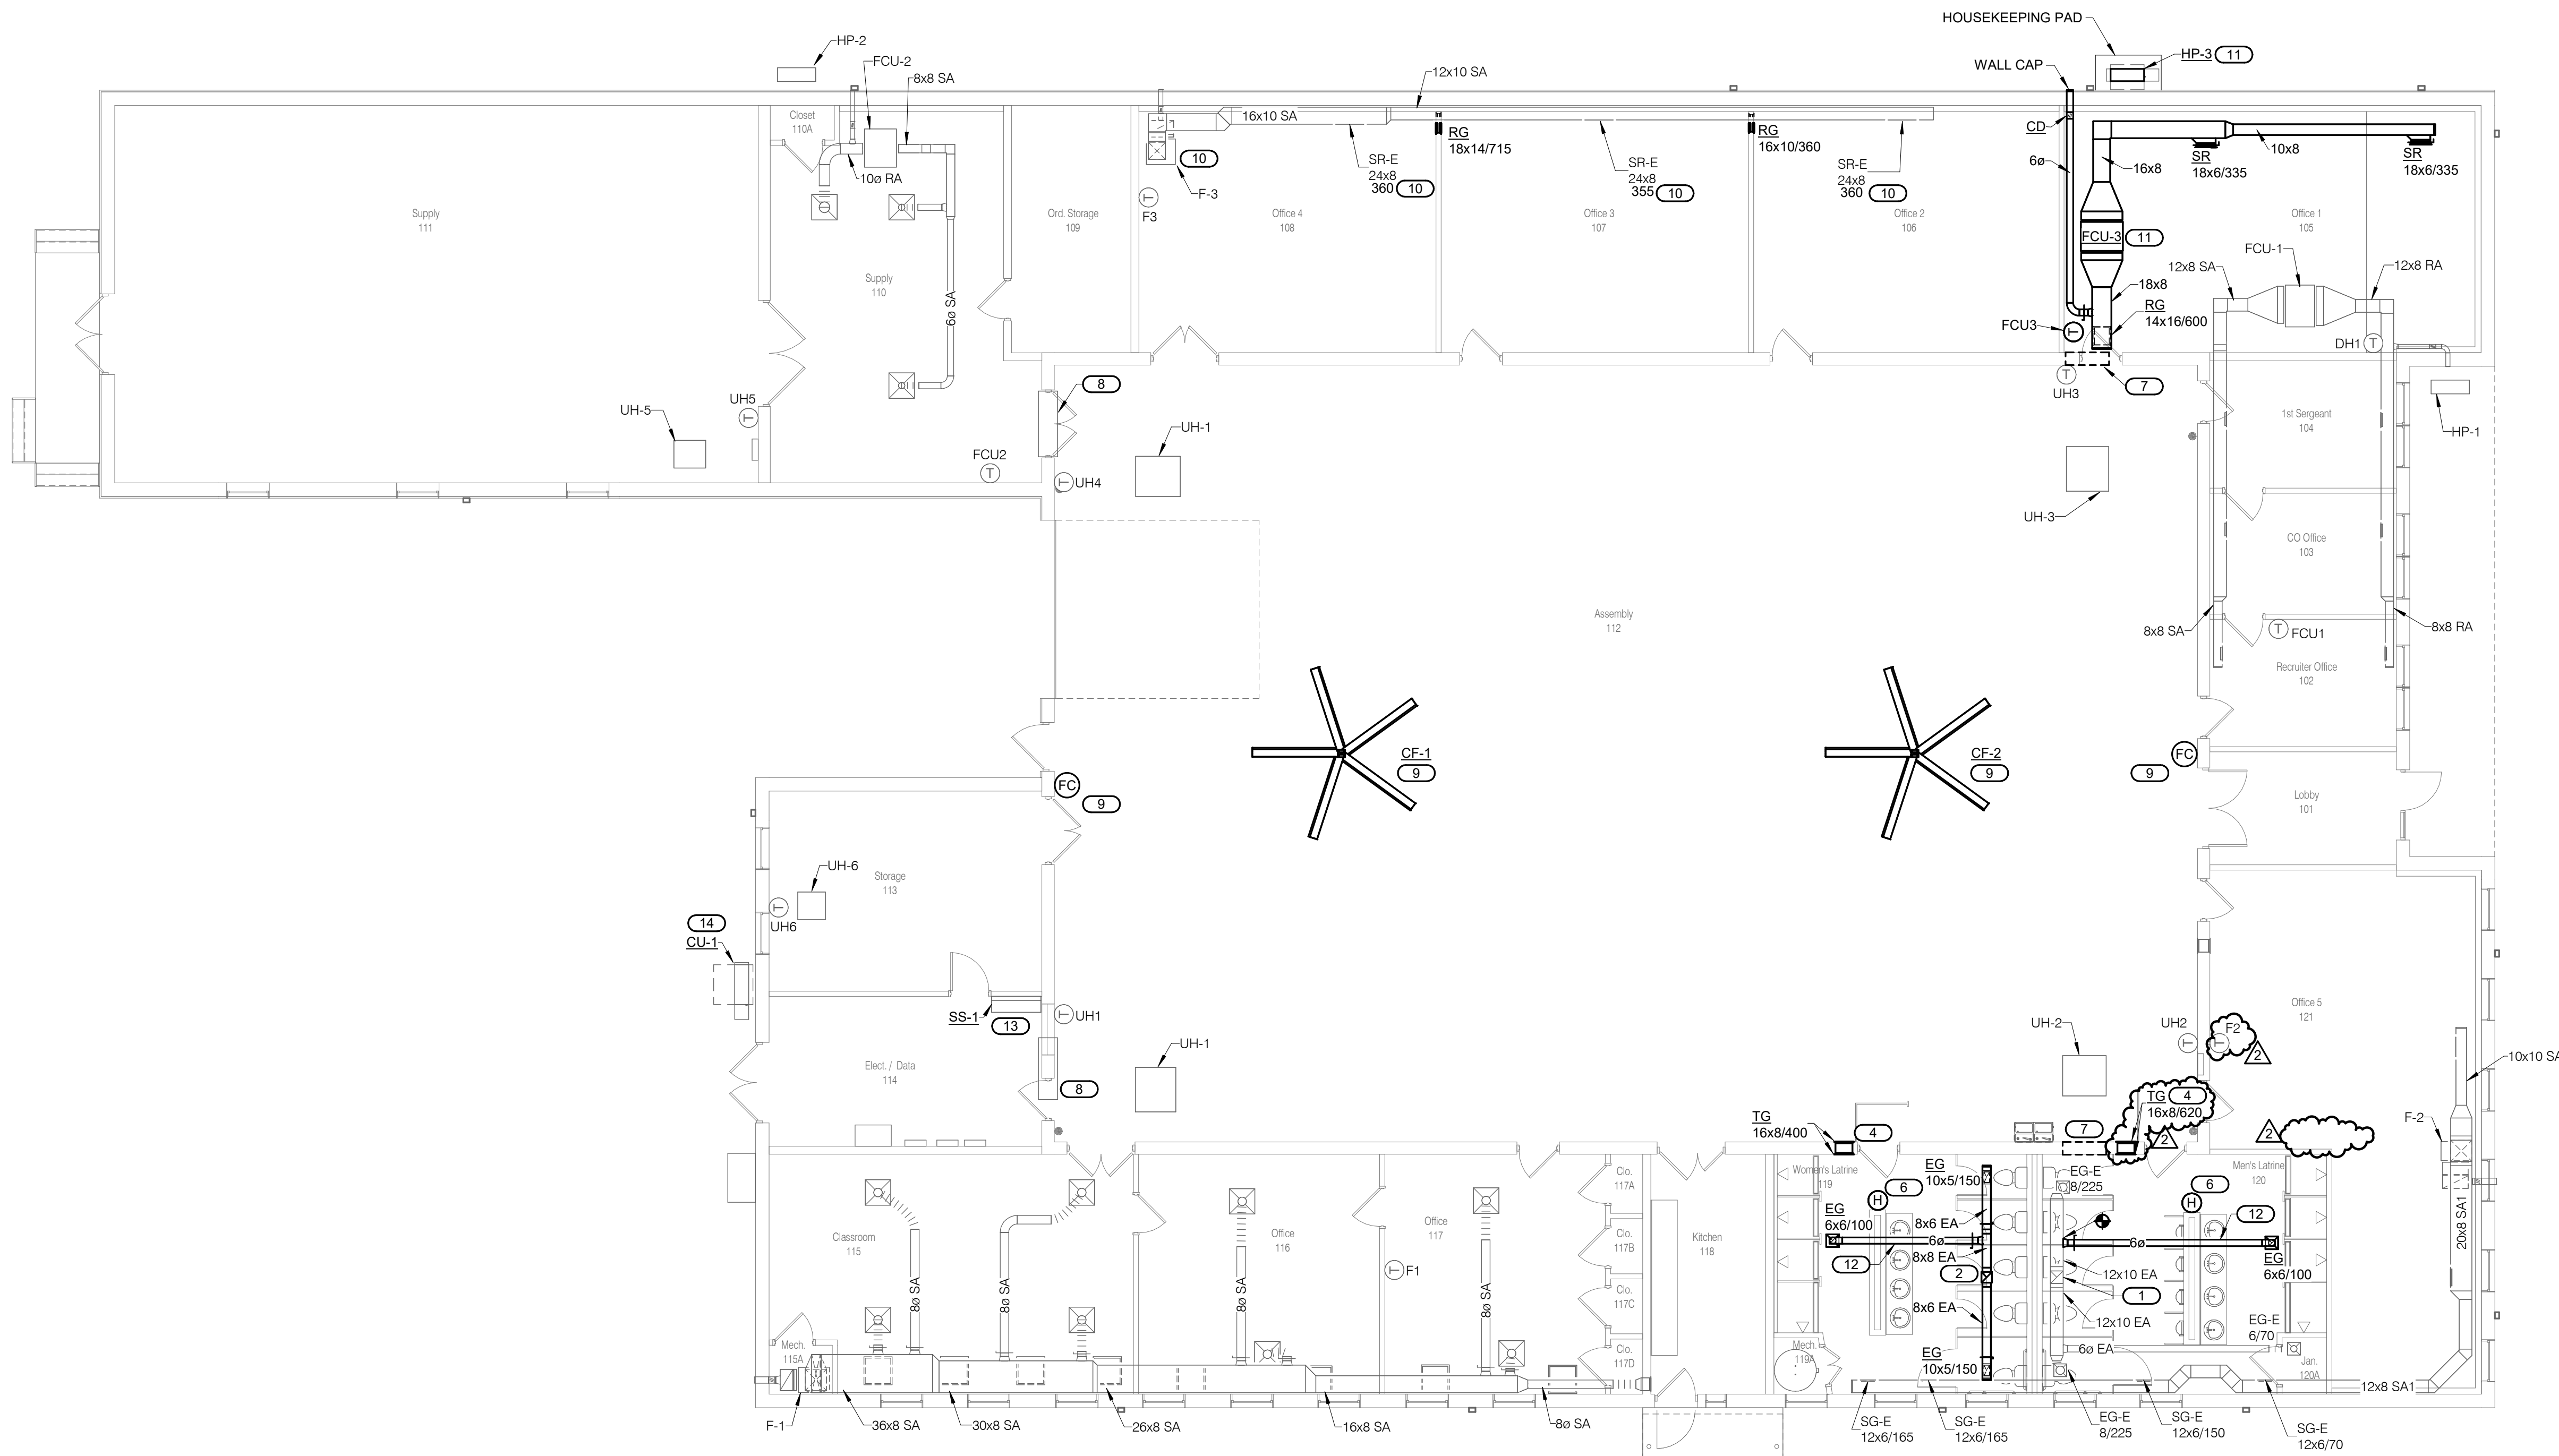 HOUSEKEEPING PAD
HP-2
HP-3 11
FCU-2
WALL CAP
12x10 SA
8x8 SA
Closet
110A
16x10 SA
CD
RG
18x14/715
RG
16x10/360
10
10ø RA
F-3
SR-E
24x8
360 10
SR-E
24x8
355 10
SR-E
24x8
360 10
6ø
16x8
SR
18x6/335
10x8
SR
18x6/335
T
F3
Supply
111
Ord. Storage
109
Office 4
108
Office 3
107
Office 2
106
Office 1
105
FCU-3 11
FCU-1
12x8 SA
12x8 RA
Supply
110
6ø SA
18x8
RG
14x16/600
FCU3 T
DH1 T
T
UH3
7
8
HP-1
UH-5
UH5
T
UH-1
1st Sergeant
104
FCU2
T
T UH4
UH-3
CO Office
103
Assembly
112
8x8 SA
T FCU1
8x8 RA
Recruiter Office
102
CF-1
9
CF-2
9
FC
9
FC
9
Lobby
101
UH-6
Storage
113
T
UH6
14
CU-1
SS-1
13
T UH1
Office 5
121
UH-2
UH2
T
F2
T
2
10x10 SA
UH-1
Elect. / Data
114
8
TG 4
16x8/620
2
2
F-2
TG
16x8/400
4
7
Women's Latrine
119
EG
10x5/150
EG-E
8/225
Men's Latrine
120
6
H
6
H
EG
6x6/100
8x6 EA
6ø
8x8 EA
12
2
6ø
12
EG
6x6/100
12x10 EA
1
20x8 SA1
Classroom
115
Office
116
Office
117
Clo.
117A
Clo.
117B
Clo.
117C
Clo.
117D
Kitchen
118
T F1
8ø SA
8ø SA
8ø SA
8ø SA
8x6 EA
12x10 EA
EG-E
6/70
6ø EA
Mech.
115A
Mech.
119A
EG
10x5/150
Jan.
120A
12x8 SA1
F-1
36x8 SA
30x8 SA
26x8 SA
16x8 SA
8ø SA
SG-E
12x6/165
SG-E
12x6/165
EG-E
8/225
SG-E
12x6/150
SG-E
12x6/70